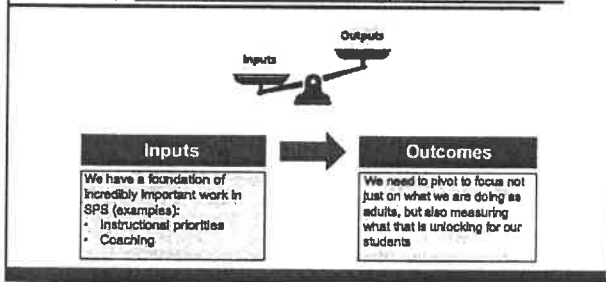 Outputs
Inputs
Inputs
Outcomes
We have a foundation of
incredibly important work in
SPS (examples):
• Instructional priorities
• Coaching
We need to pivot to focus not
just on what we are doing as
adults, but also measuring
what that is unlocking for our
students